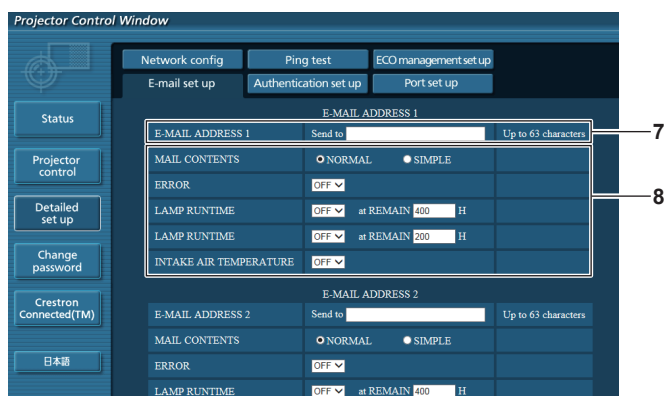 Projector Control Window
Network config Ping test ECO management set up
E-mail set up Authentication set up Port set up
Status
Projector control
Detailed set up
Change password
Crestron Connected(TM)
日本語
E-MAIL ADDRESS 1
E-MAIL ADDRESS 1 Send to Up to 63 characters 7
MAIL CONTENTS NORMAL SIMPLE
ERROR OFF
8
LAMP RUNTIME OFF at REMAIN 400 H
LAMP RUNTIME OFF at REMAIN 200 H
INTAKE AIR TEMPERATURE OFF
E-MAIL ADDRESS 2
E-MAIL ADDRESS 2 Send to Up to 63 characters
MAIL CONTENTS NORMAL SIMPLE
ERROR OFF
LAMP RUNTIME OFF at REMAIN 400 H